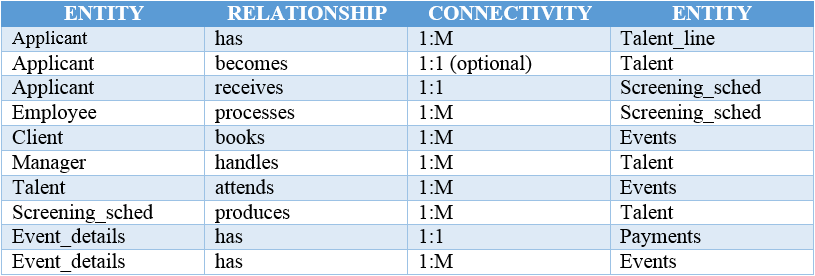 ENTITY RELATIONSHIP CONNECTIVITY ENTITY
Applicant has 1:M Talent_line
Applicant becomes 1:1 (optional) Talent
Applicant receives 1:1 Screening_sched
Employee processes 1:M Screening_sched
Client books 1:M Events
Manager handles 1:M Talent
Talent attends 1:M Events
Screening_sched produces 1:M Talent
Event_details has 1:1 Payments
Event_details has 1:M Events